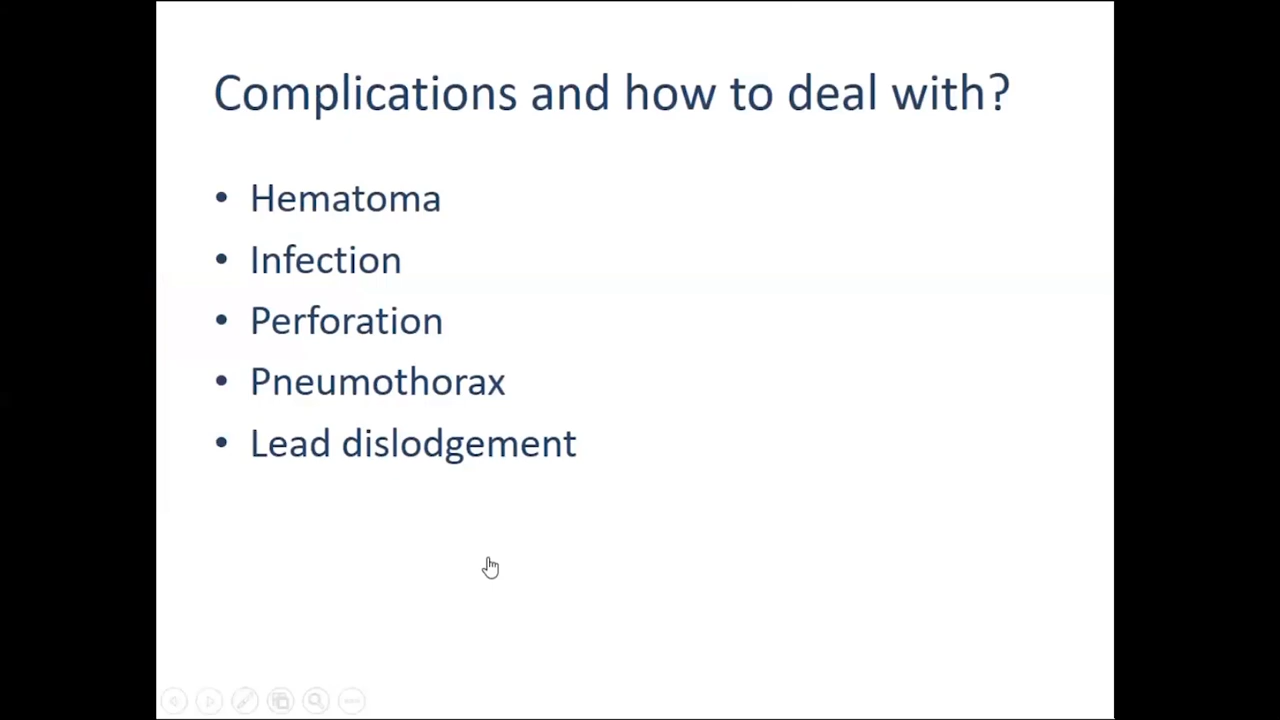 Complications and how to deal with?
• Hematoma
• Infection
• Perforation
• Pneumothorax
• Lead dislodgement